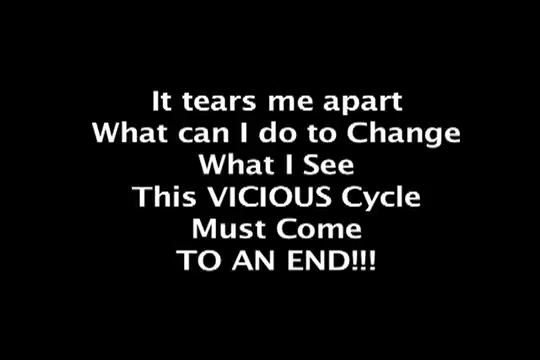 It tears me apart
What can I do to Change
What I See
This VICIOUS Cycle
Must Come
TO AN END!!!